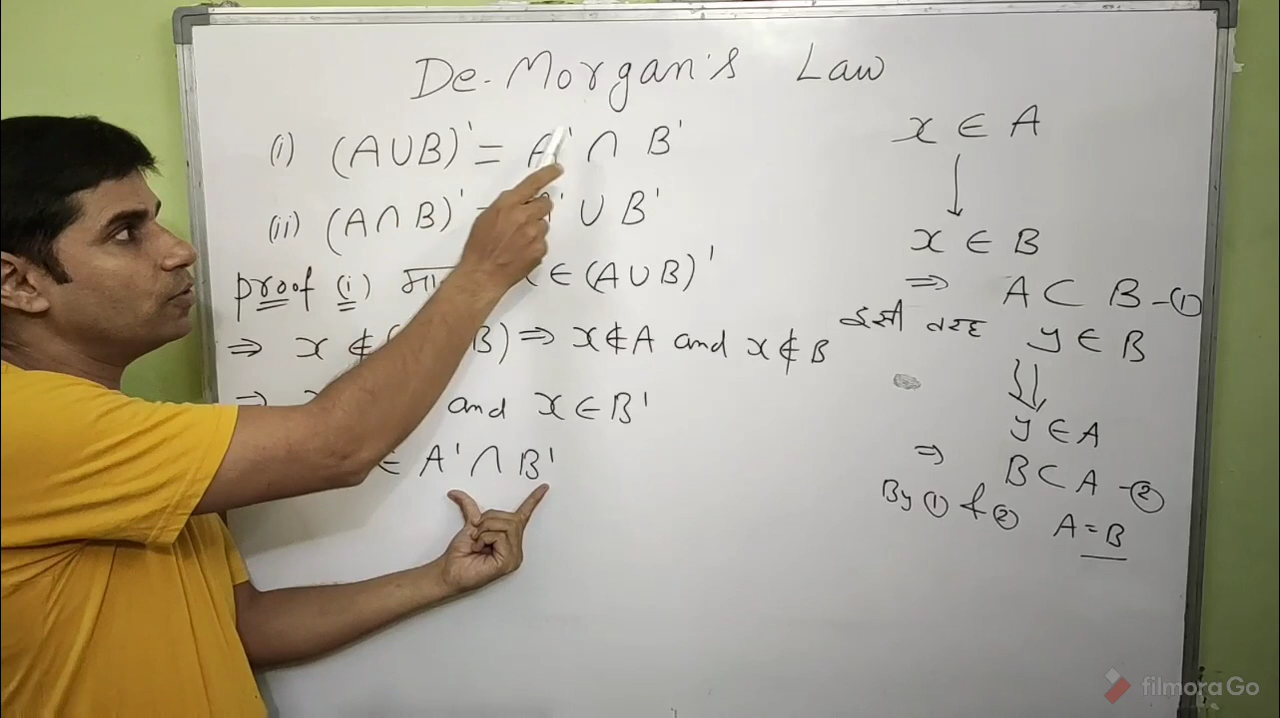 De-Morgan's Law
(i) (A∪B)' = A' ∩ B'
(ii) (A∩B)' ' ∪ B'
proof (i) ∈ (A∪B)'
⇒ x ∉ ( B) ⇒ x∉A and x∉B
⇒ and x∈B'
∈ A' ∩ B'
x ∈ A
↓
x ∈ B
⇒ A ⊂ B -①
इसी तरह y ∈ B
⇓
y ∈ A
⇒ B ⊂ A -②
By ① & ② A = B
filmoraGo